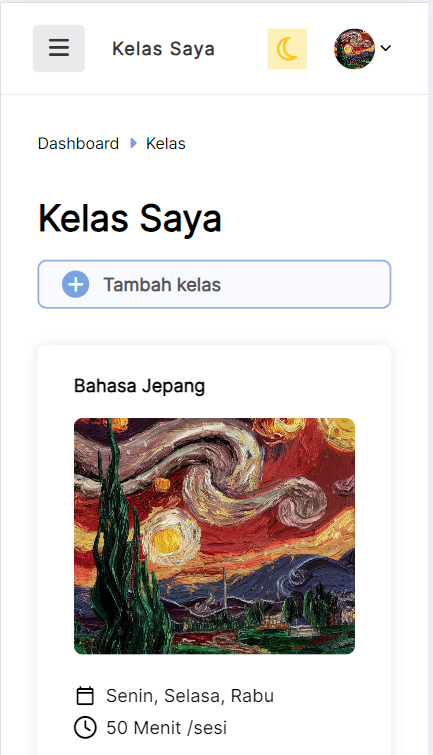 Kelas Saya
Dashboard Kelas
Kelas Saya
Tambah kelas
Bahasa Jepang
Senin, Selasa, Rabu
50 Menit /sesi